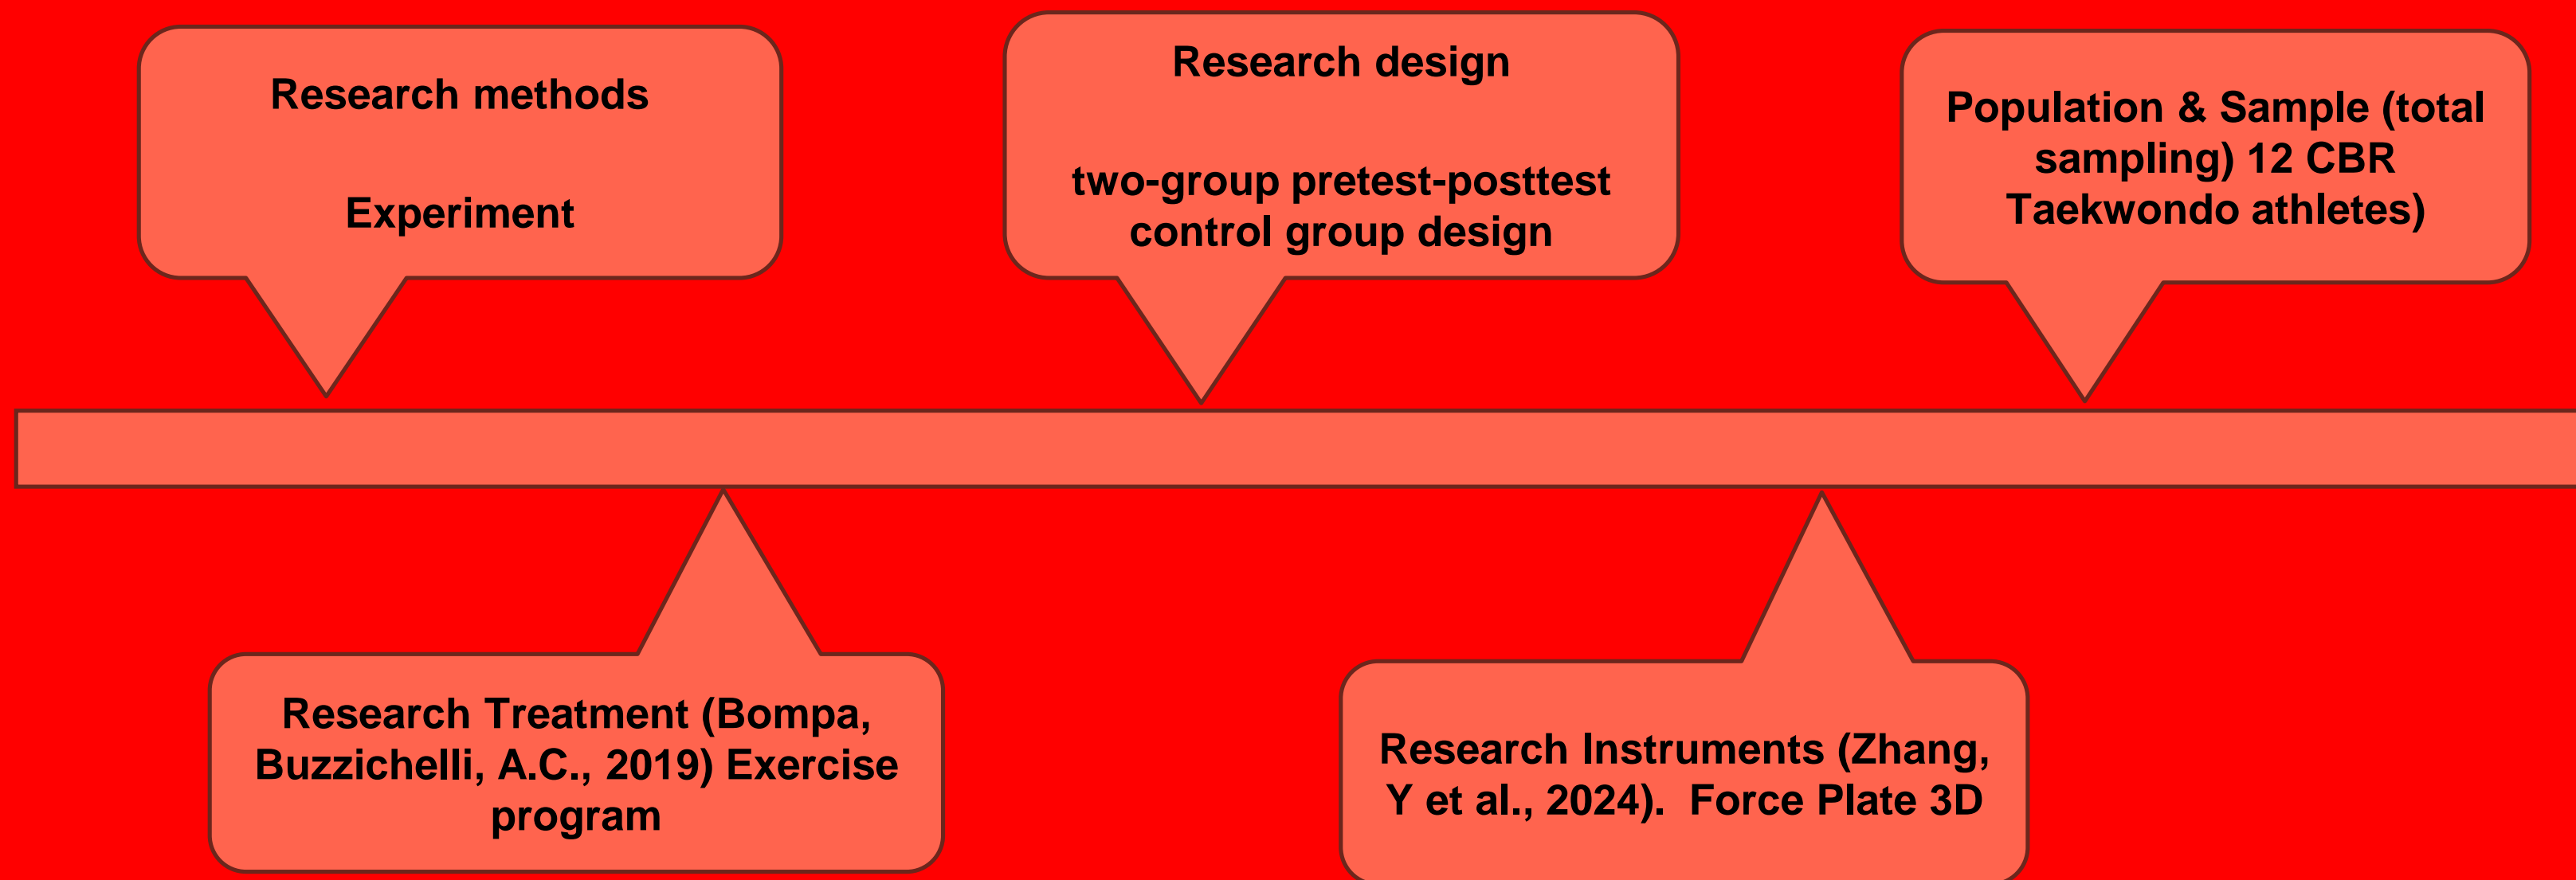 Research methods
Experiment
Research design
two-group pretest-posttest
control group design
Population & Sample (total
sampling) 12 CBR
Taekwondo athletes)
Research Treatment (Bompa,
Buzzichelli, A.C., 2019) Exercise
program
Research Instruments (Zhang,
Y et al., 2024).  Force Plate 3D